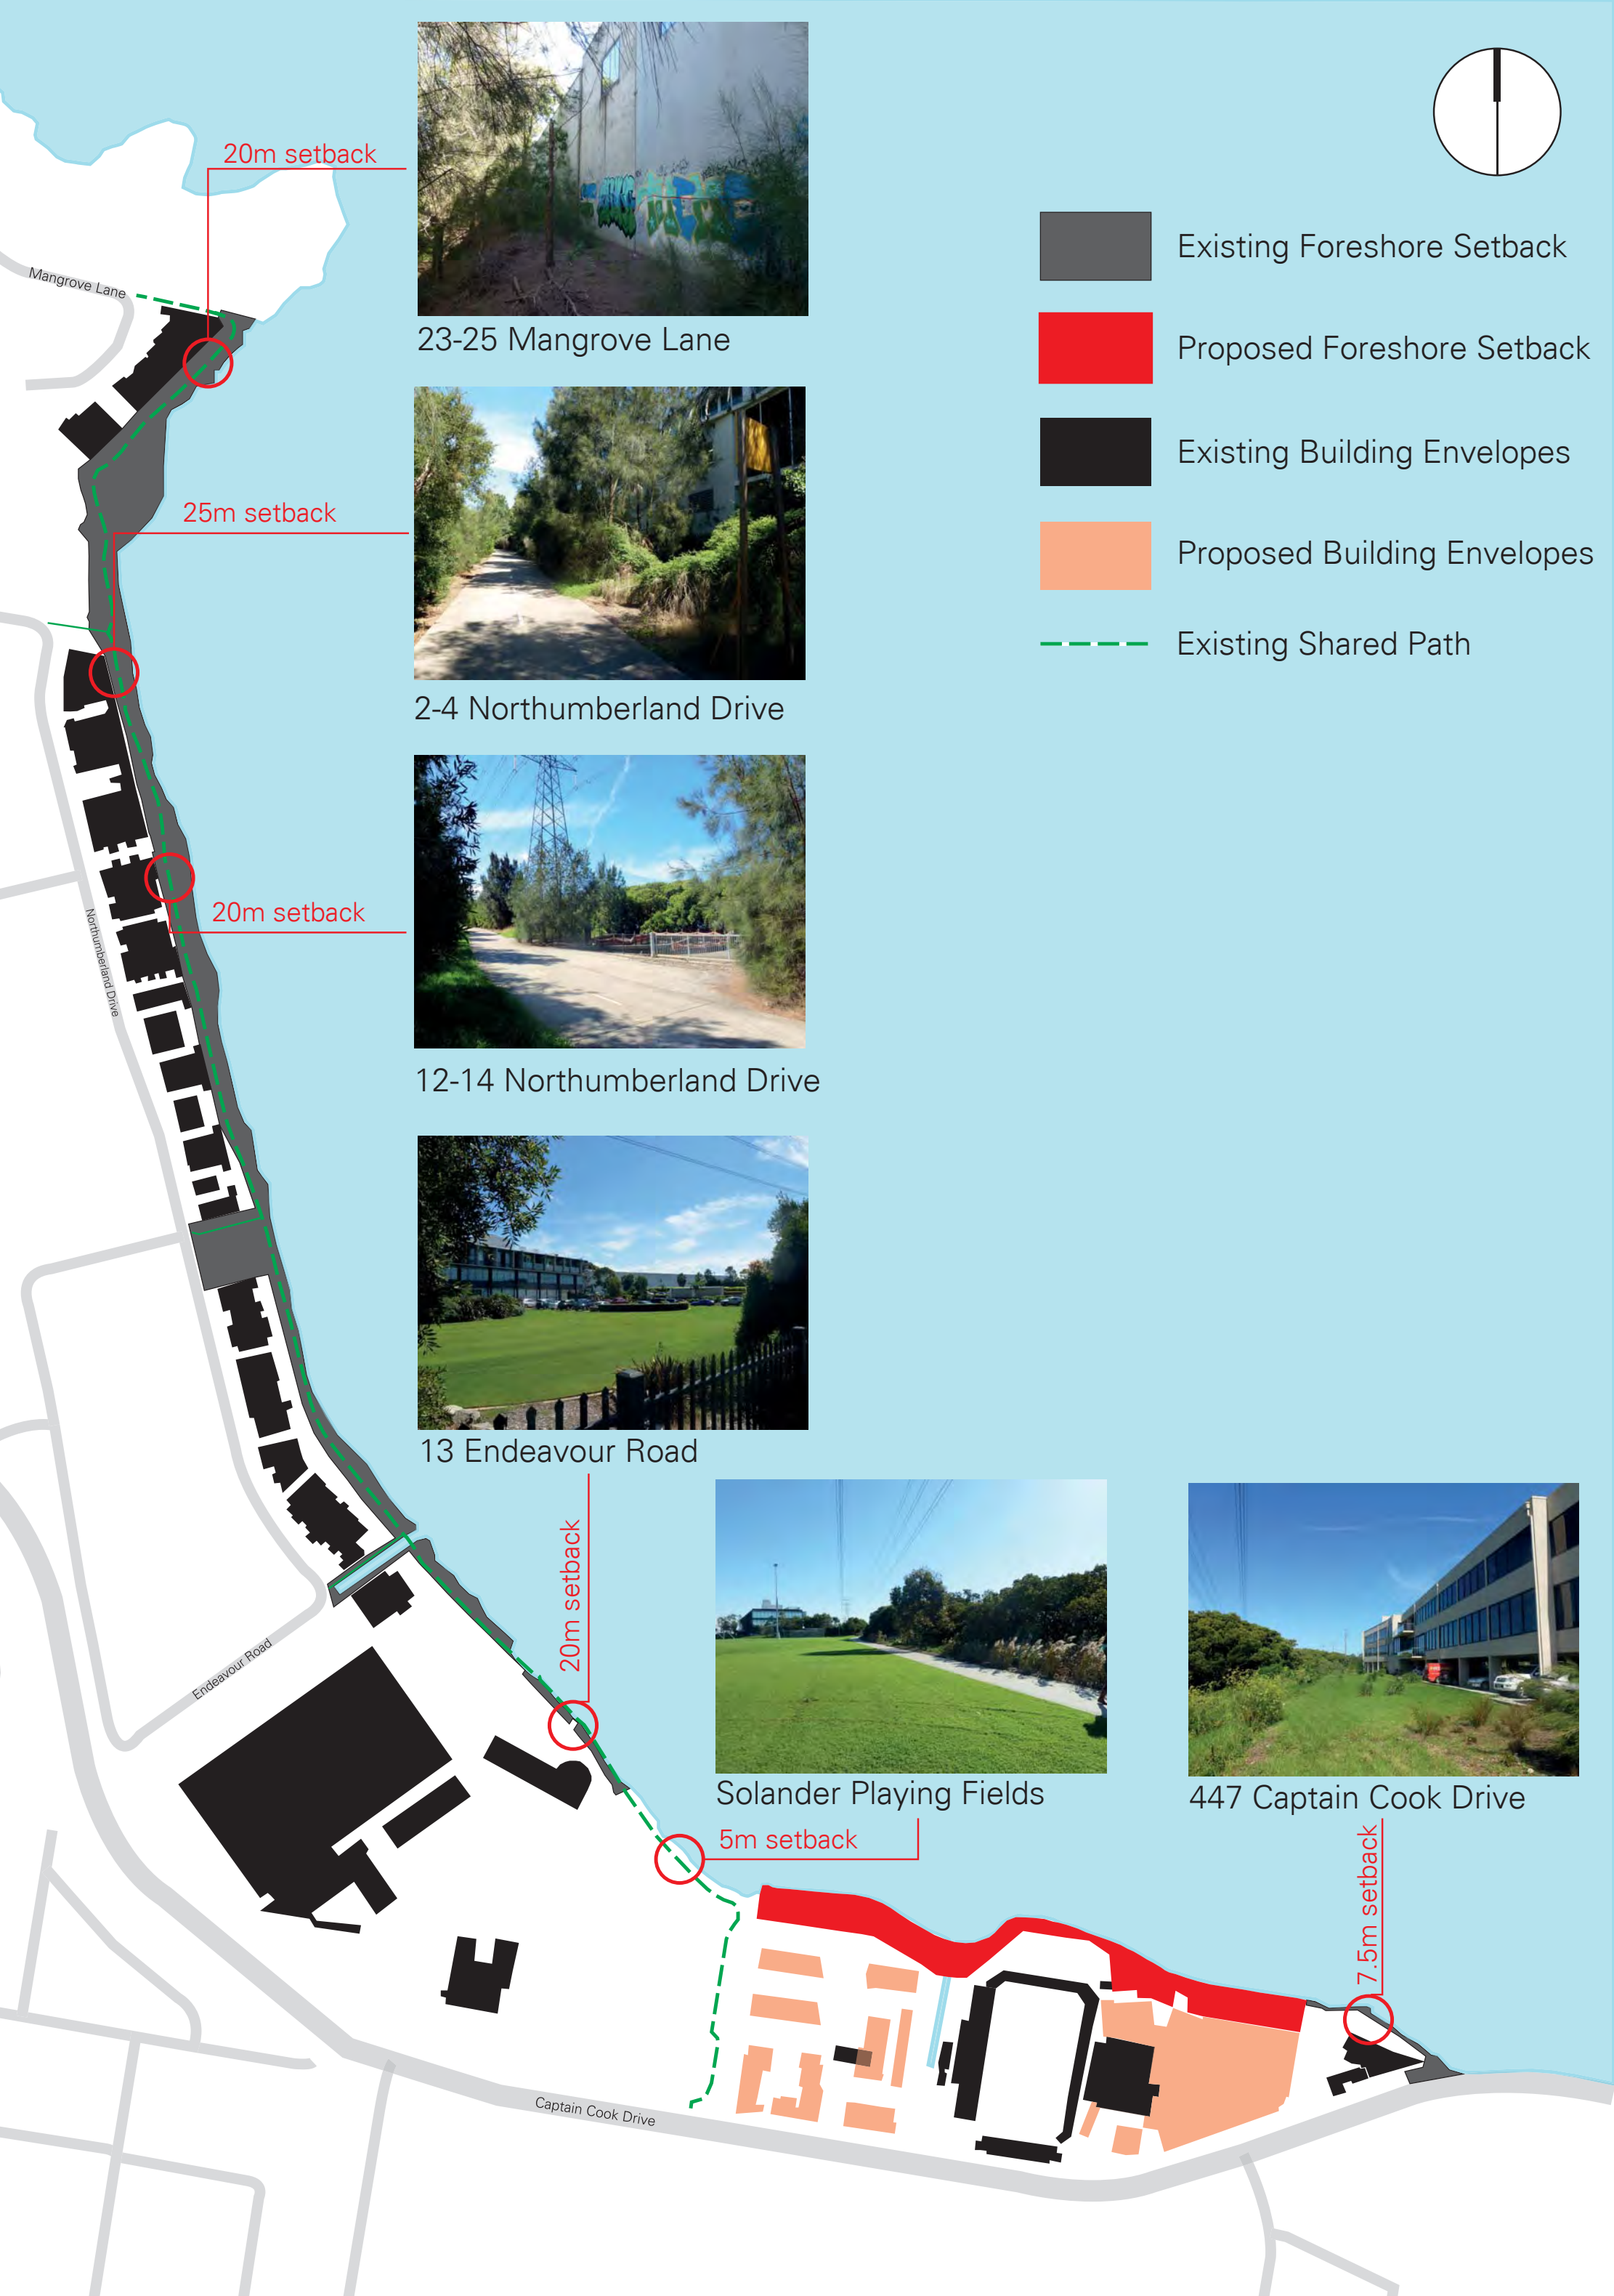 20m setback
23-25 Mangrove Lane
Mangrove Lane
Existing Foreshore Setback
Proposed Foreshore Setback
Existing Building Envelopes
Proposed Building Envelopes
Existing Shared Path
25m setback
2-4 Northumberland Drive
20m setback
Northumberland Drive
12-14 Northumberland Drive
13 Endeavour Road
20m setback
Endeavour Road
Solander Playing Fields
5m setback
447 Captain Cook Drive
7.5m setback
Captain Cook Drive